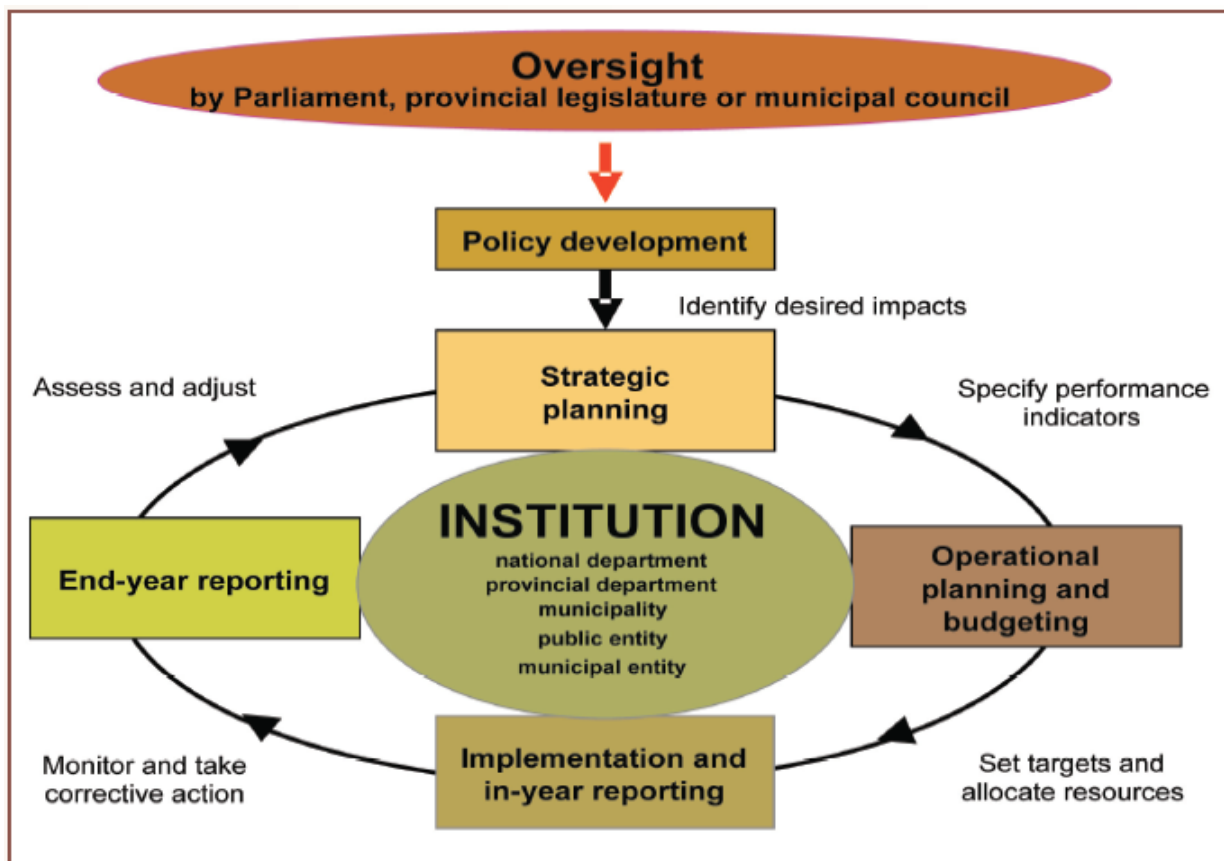 Oversight
by Parliament, provincial legislature or municipal council
Policy development
Identify desired impacts
Strategic
planning
Assess and adjust
Specify performance
indicators
INSTITUTION
national department
provincial department
municipality
public entity
municipal entity
End-year reporting
Operational
planning and
budgeting
Implementation and
in-year reporting
Monitor and take
corrective action
Set targets and
allocate resources